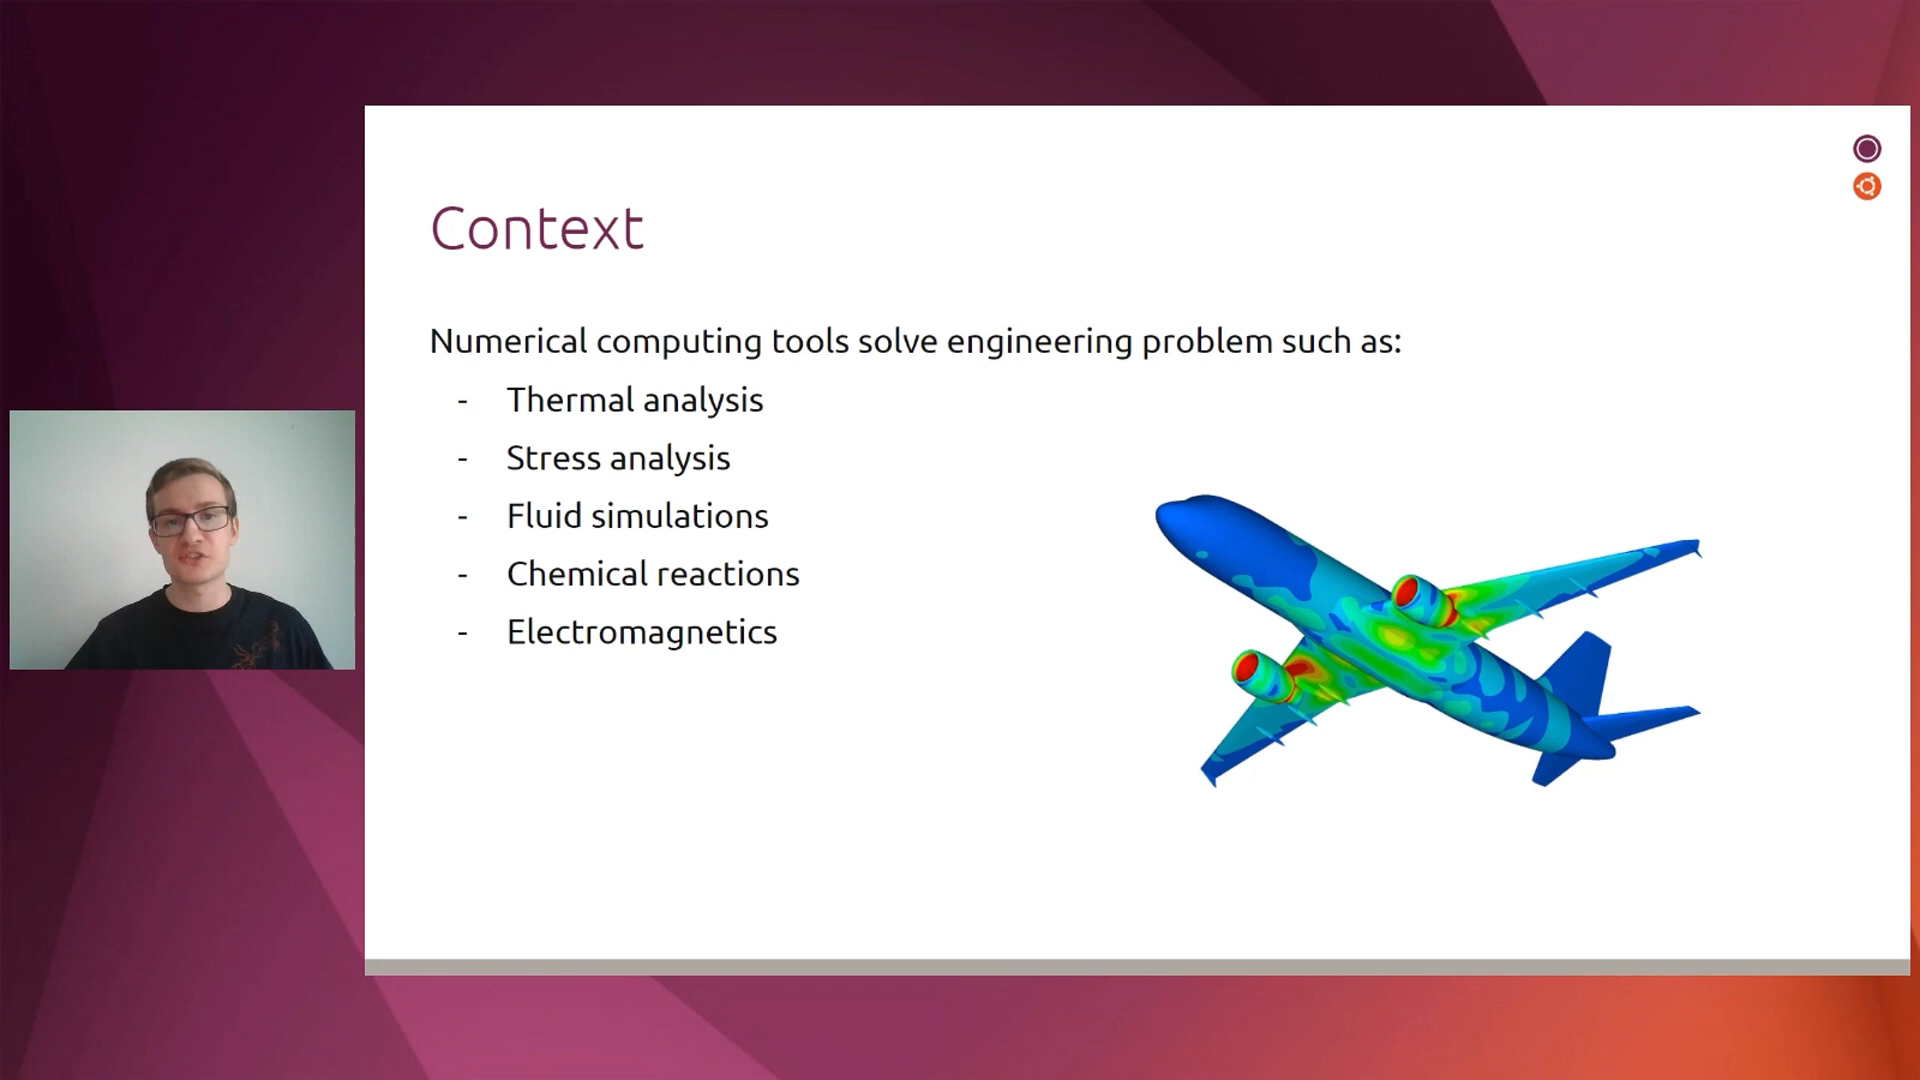 Context
Numerical computing tools solve engineering problem such as:
- Thermal analysis
- Stress analysis
- Fluid simulations
- Chemical reactions
- Electromagnetics